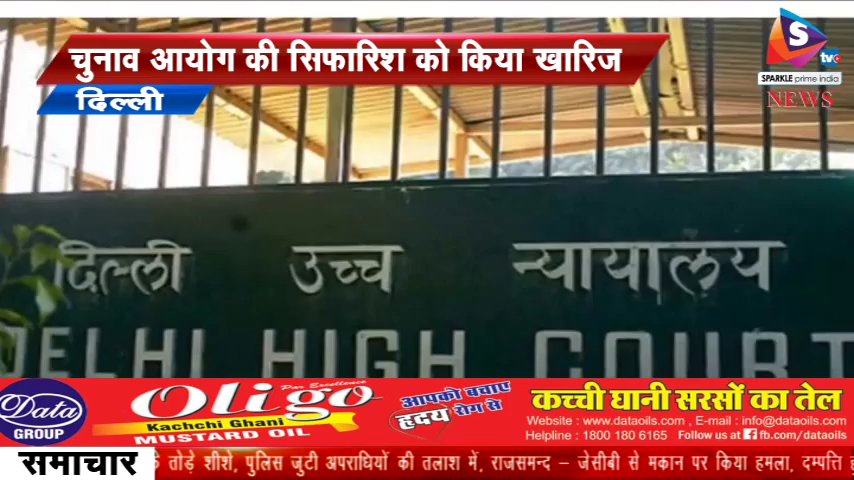 चुनाव आयोग की सिफारिश को किया खारिज
दिल्ली
S
tv
SPARKLE prime india
NEWS
दिल्ली उच्च न्यायालय
DELHI HIGH COURT
Data
GROUP
Par Excellence
Oligo
Kachchi Ghani
MUSTARD OIL
आपको बचाए
हृदय रोग से
कच्ची घानी सरसों का तेल
Website : www.dataoils.com , E-mail : info@dataoils.com
Helpline : 1800 180 6165 Follow us at fb.com/dataoils
समाचार
के तोड़े शीशे, पुलिस जुटी अपराधियों की तलाश में, राजसमन्द – जेसीबी से मकान पर किया हमला, दम्पत्ति